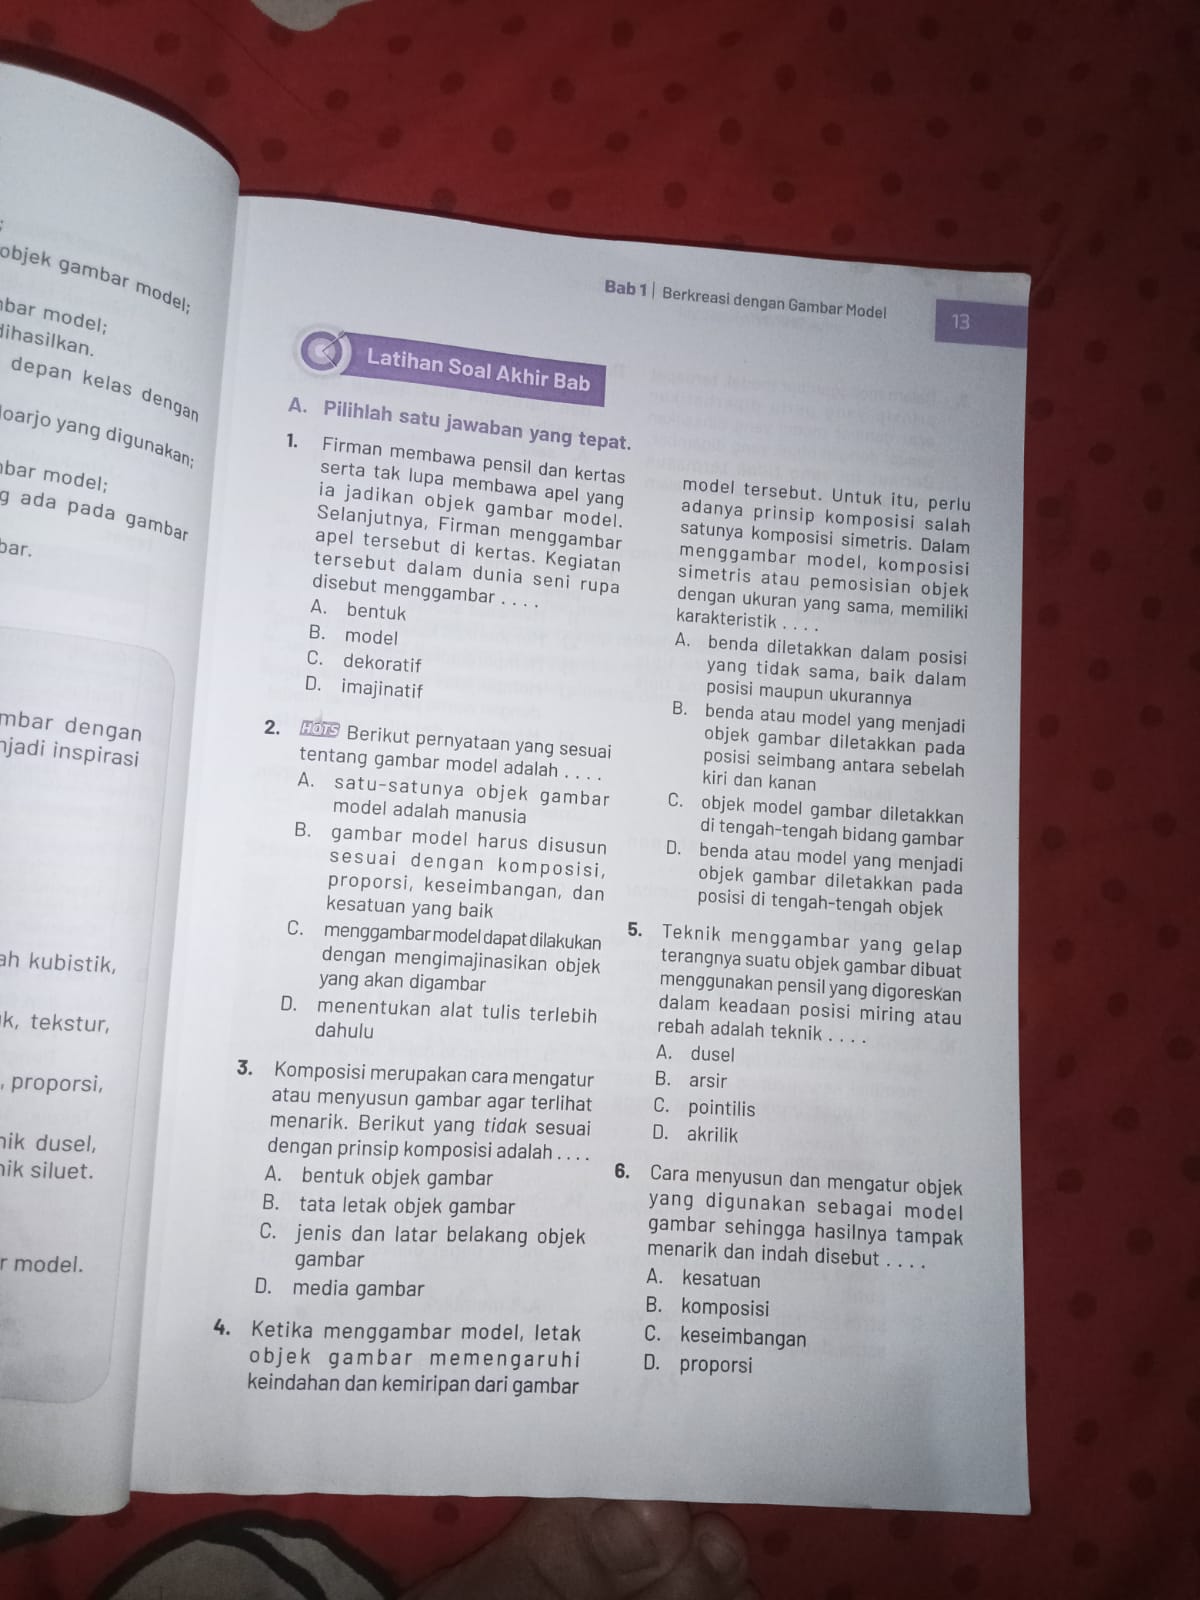 objek gambar model;
bar model;
dihasilkan.
depan kelas dengan
oarjo yang digunakan;
bar model;
g ada pada gambar
bar.
mbar dengan
njadi inspirasi
ah kubistik,
k, tekstur,
, proporsi,
nik dusel,
nik siluet.
r model.
Bab 1 | Berkreasi dengan Gambar Model
13
Latihan Soal Akhir Bab
A. Pilihlah satu jawaban yang tepat.
1. Firman membawa pensil dan kertas
serta tak lupa membawa apel yang
ia jadikan objek gambar model.
Selanjutnya, Firman menggambar
apel tersebut di kertas. Kegiatan
tersebut dalam dunia seni rupa
disebut menggambar . . . .
A. bentuk
B. model
C. dekoratif
D. imajinatif
2. HOTS Berikut pernyataan yang sesuai
tentang gambar model adalah . . . .
A. satu-satunya objek gambar
model adalah manusia
B. gambar model harus disusun
sesuai dengan komposisi,
proporsi, keseimbangan, dan
kesatuan yang baik
C. menggambar model dapat dilakukan
dengan mengimajinasikan objek
yang akan digambar
D. menentukan alat tulis terlebih
dahulu
3. Komposisi merupakan cara mengatur
atau menyusun gambar agar terlihat
menarik. Berikut yang tidak sesuai
dengan prinsip komposisi adalah . . . .
A. bentuk objek gambar
B. tata letak objek gambar
C. jenis dan latar belakang objek
gambar
D. media gambar
4. Ketika menggambar model, letak
objek gambar memengaruhi
keindahan dan kemiripan dari gambar
model tersebut. Untuk itu, perlu
adanya prinsip komposisi salah
satunya komposisi simetris. Dalam
menggambar model, komposisi
simetris atau pemosisian objek
dengan ukuran yang sama, memiliki
karakteristik . . . .
A. benda diletakkan dalam posisi
yang tidak sama, baik dalam
posisi maupun ukurannya
B. benda atau model yang menjadi
objek gambar diletakkan pada
posisi seimbang antara sebelah
kiri dan kanan
C. objek model gambar diletakkan
di tengah-tengah bidang gambar
D. benda atau model yang menjadi
objek gambar diletakkan pada
posisi di tengah-tengah objek
5. Teknik menggambar yang gelap
terangnya suatu objek gambar dibuat
menggunakan pensil yang digoreskan
dalam keadaan posisi miring atau
rebah adalah teknik . . . .
A. dusel
B. arsir
C. pointilis
D. akrilik
6. Cara menyusun dan mengatur objek
yang digunakan sebagai model
gambar sehingga hasilnya tampak
menarik dan indah disebut . . . .
A. kesatuan
B. komposisi
C. keseimbangan
D. proporsi